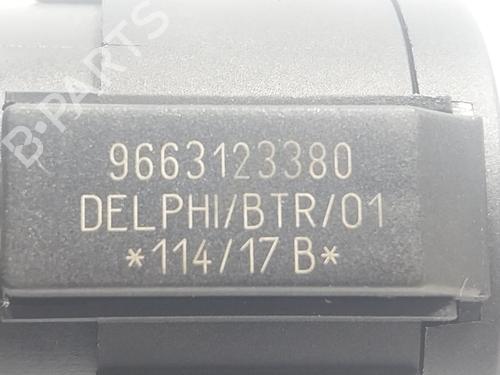 B-PARTS
9663123380
DELPHI/BTR/01
*114/17 B*